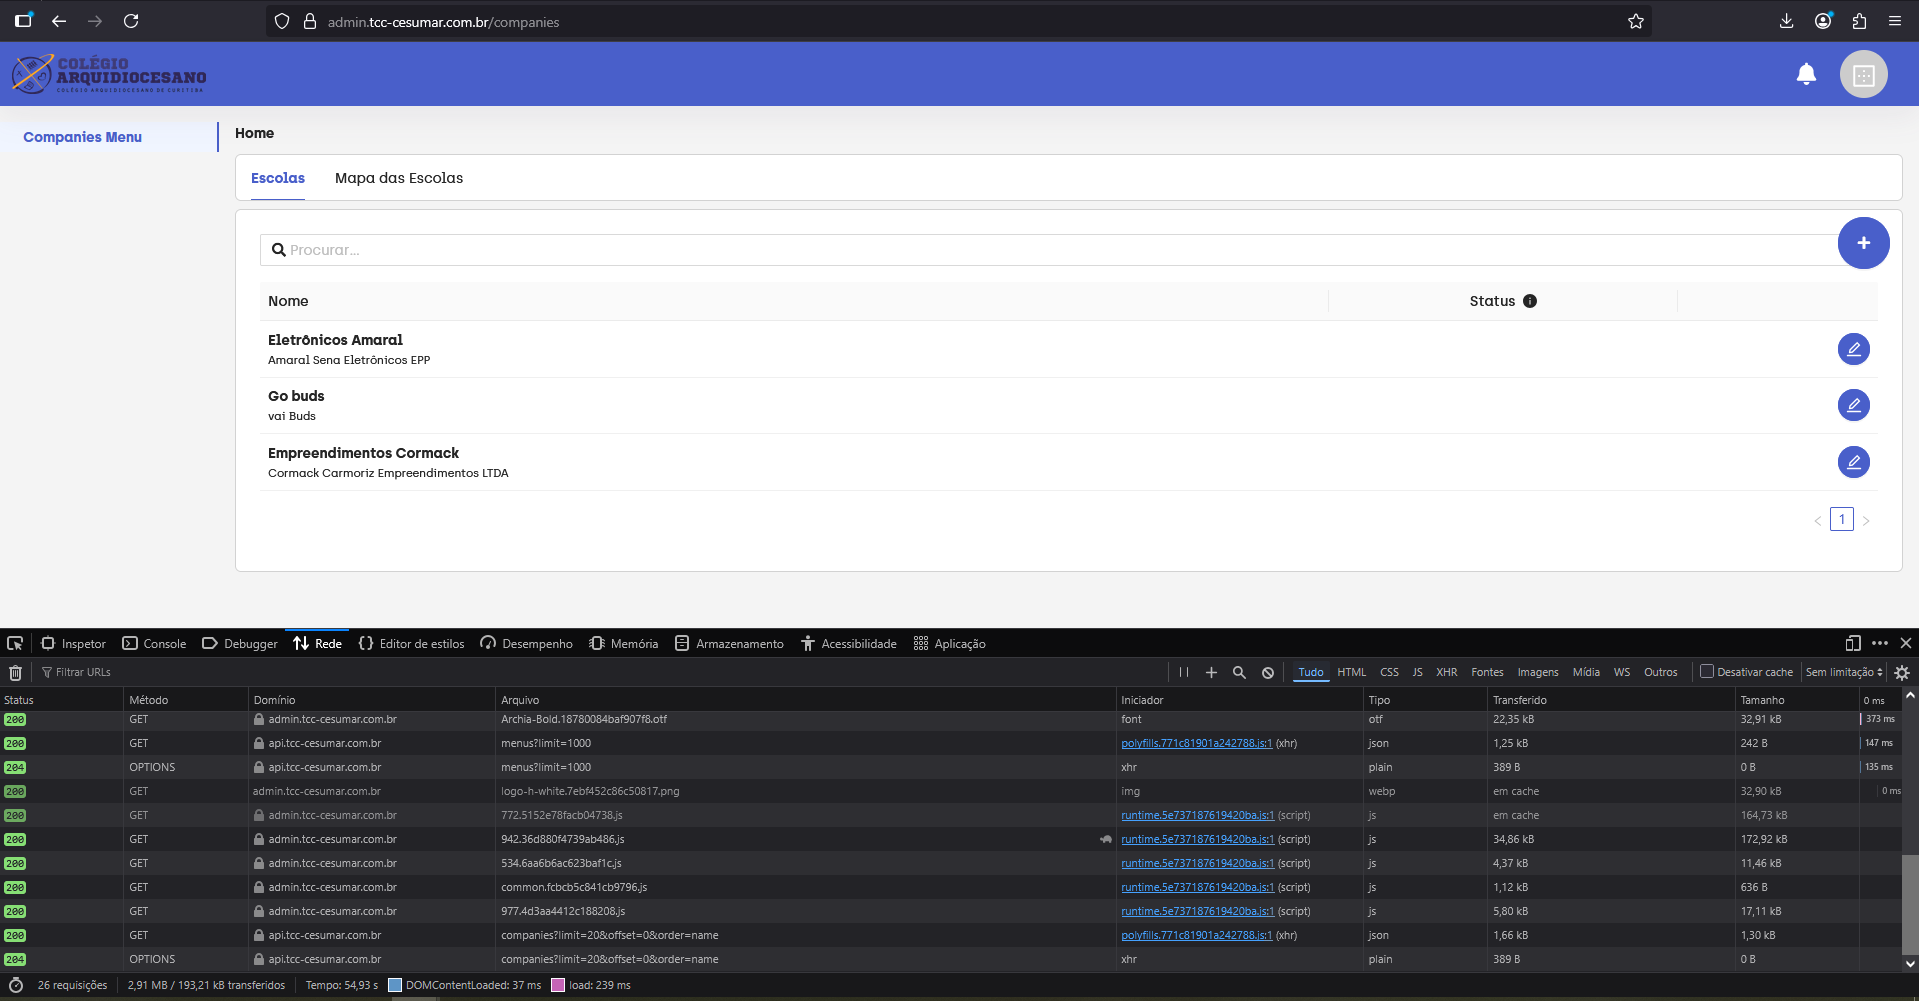 admin.tcc-cesumar.com.br/companies
COLÉGIO
ARQUIDIOCESANO
COLÉGIO ARQUIDIOCESANO DE CURITIBA
Companies Menu
Home
Escolas Mapa das Escolas
Procurar...
+
Nome Status
Eletrônicos Amaral
Amaral Sena Eletrônicos EPP
Go buds
vai Buds
Empreendimentos Cormack
Cormack Carmoriz Empreendimentos LTDA
< 1 >
Inspetor Console Debugger Rede Editor de estilos Desempenho Memória Armazenamento Acessibilidade Aplicação
Filtrar URLs Tudo HTML CSS JS XHR Fontes Imagens Mídia WS Outros Desativar cache Sem limitação
Status Método Domínio Arquivo Iniciador Tipo Transferido Tamanho 0 ms
200 GET admin.tcc-cesumar.com.br Archia-Bold.18780084baf907f8.otf font otf 22,35 kB 32,91 kB 373 ms
200 GET api.tcc-cesumar.com.br menus?limit=1000 polyfills.771c81901a242788.js:1 (xhr) json 1,25 kB 242 B 147 ms
204 OPTIONS api.tcc-cesumar.com.br menus?limit=1000 xhr plain 389 B 0 B 135 ms
200 GET admin.tcc-cesumar.com.br logo-h-white.7ebf452c86c50817.png img webp em cache 32,90 kB 0 ms
200 GET admin.tcc-cesumar.com.br 772.5152e78facb04738.js runtime.5e737187619420ba.js:1 (script) js em cache 164,73 kB
200 GET admin.tcc-cesumar.com.br 942.36d880f4739ab486.js runtime.5e737187619420ba.js:1 (script) js 34,86 kB 172,92 kB
200 GET admin.tcc-cesumar.com.br 534.6aa6b6ac623baf1c.js runtime.5e737187619420ba.js:1 (script) js 4,37 kB 11,46 kB
200 GET admin.tcc-cesumar.com.br common.fcbcb5c841cb9796.js runtime.5e737187619420ba.js:1 (script) js 1,12 kB 636 B
200 GET admin.tcc-cesumar.com.br 977.4d3aa4412c188208.js runtime.5e737187619420ba.js:1 (script) js 5,80 kB 17,11 kB
200 GET api.tcc-cesumar.com.br companies?limit=20&offset=0&order=name polyfills.771c81901a242788.js:1 (xhr) json 1,66 kB 1,30 kB
204 OPTIONS api.tcc-cesumar.com.br companies?limit=20&offset=0&order=name xhr plain 389 B 0 B
26 requisições 2,91 MB / 193,21 kB transferidos Tempo: 54,93 s DOMContentLoaded: 37 ms load: 239 ms